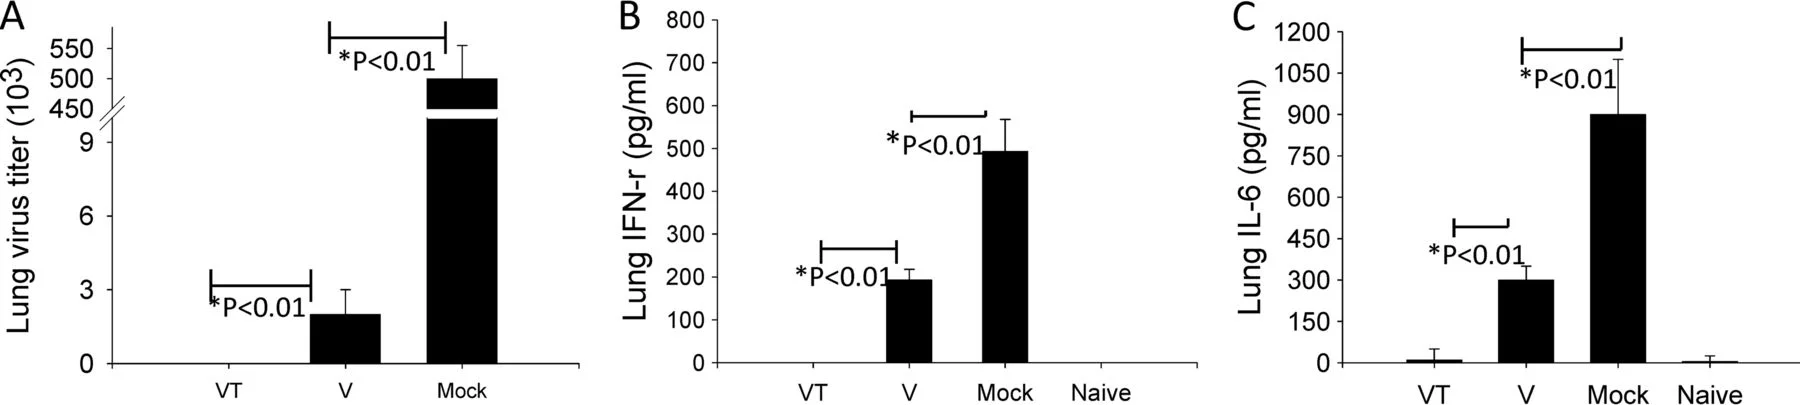 A
Lung virus titer (10³)
550
500
450
9
6
3
0
*P<0.01
*P<0.01
VT
V
Mock
B
Lung IFN-r (pg/ml)
800
700
600
500
400
300
200
100
0
*P<0.01
*P<0.01
VT
V
Mock
Naive
C
Lung IL-6 (pg/ml)
1200
1050
900
750
600
450
300
150
0
*P<0.01
*P<0.01
VT
V
Mock
Naive